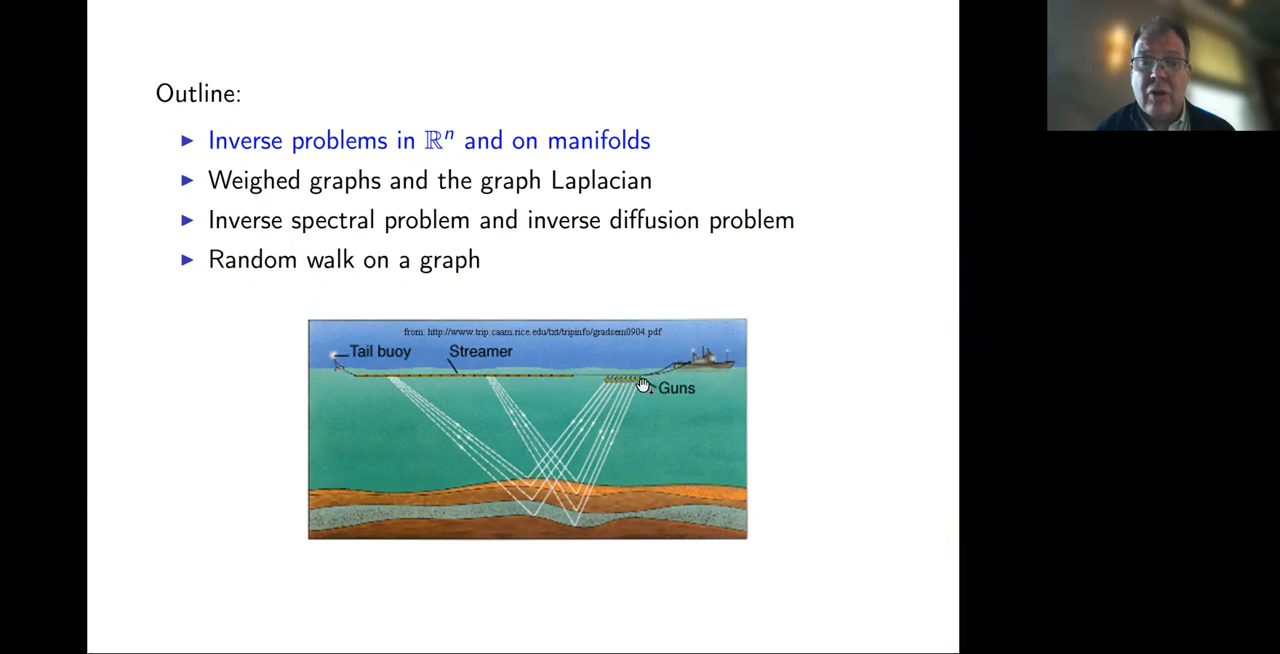 Outline:
▶ Inverse problems in ℝⁿ and on manifolds
▶ Weighed graphs and the graph Laplacian
▶ Inverse spectral problem and inverse diffusion problem
▶ Random walk on a graph
from: http://www.trip.caam.rice.edu/txt/tripinfo/gradsem0904.pdf
Tail buoy
Streamer
Guns